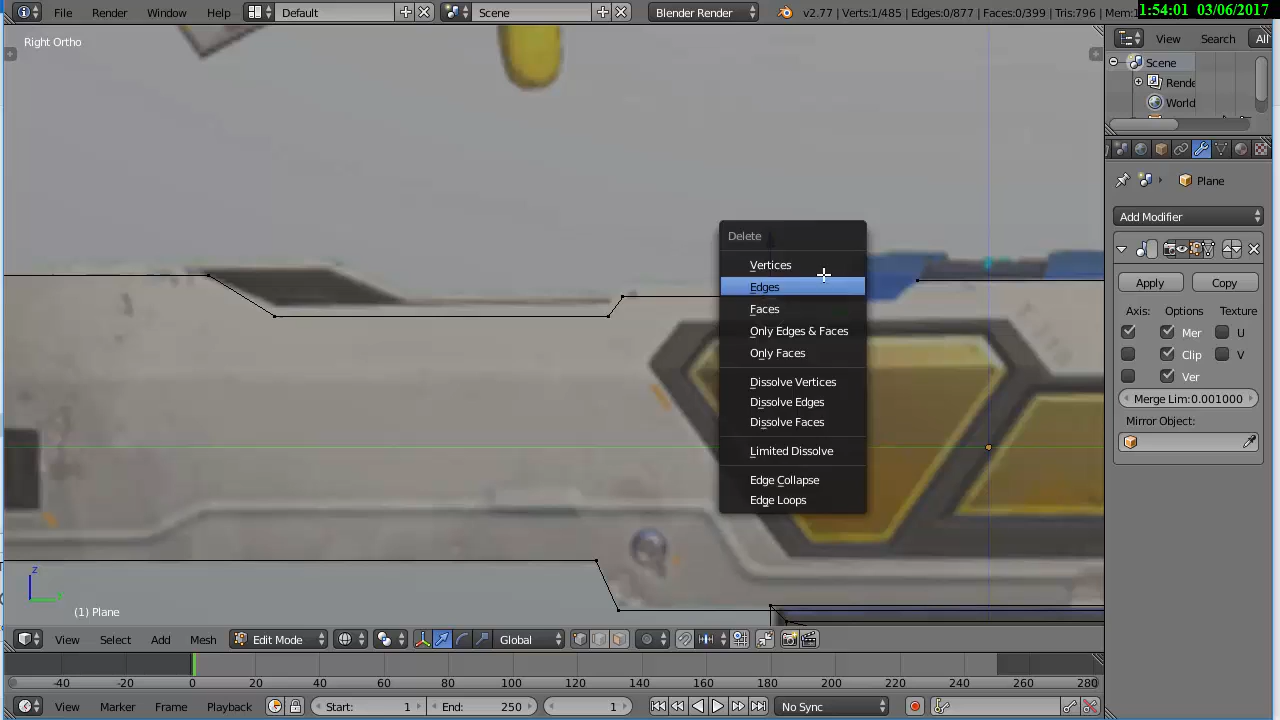 File Render Window Help Default Scene Blender Render v2.77 | Verts:1/485 | Edges:0/877 | Faces:0/399 | Tris:796 | Mem:1
1:54:01 03/06/2017
Right Ortho
View Search All
Scene
Rende
World
Plane
Add Modifier
Apply Copy
Axis: Options Texture
Mer U
Clip V
Ver
Merge Lim:0.001000
Mirror Object:
Delete
Vertices
Edges
Faces
Only Edges & Faces
Only Faces
Dissolve Vertices
Dissolve Edges
Dissolve Faces
Limited Dissolve
Edge Collapse
Edge Loops
z
(1) Plane
View Select Add Mesh Edit Mode Global
-40 -20 0 20 40 60 80 100 120 140 160 180 200 220 240 260 280
View Marker Frame Playback Start: 1 End: 250 1 No Sync